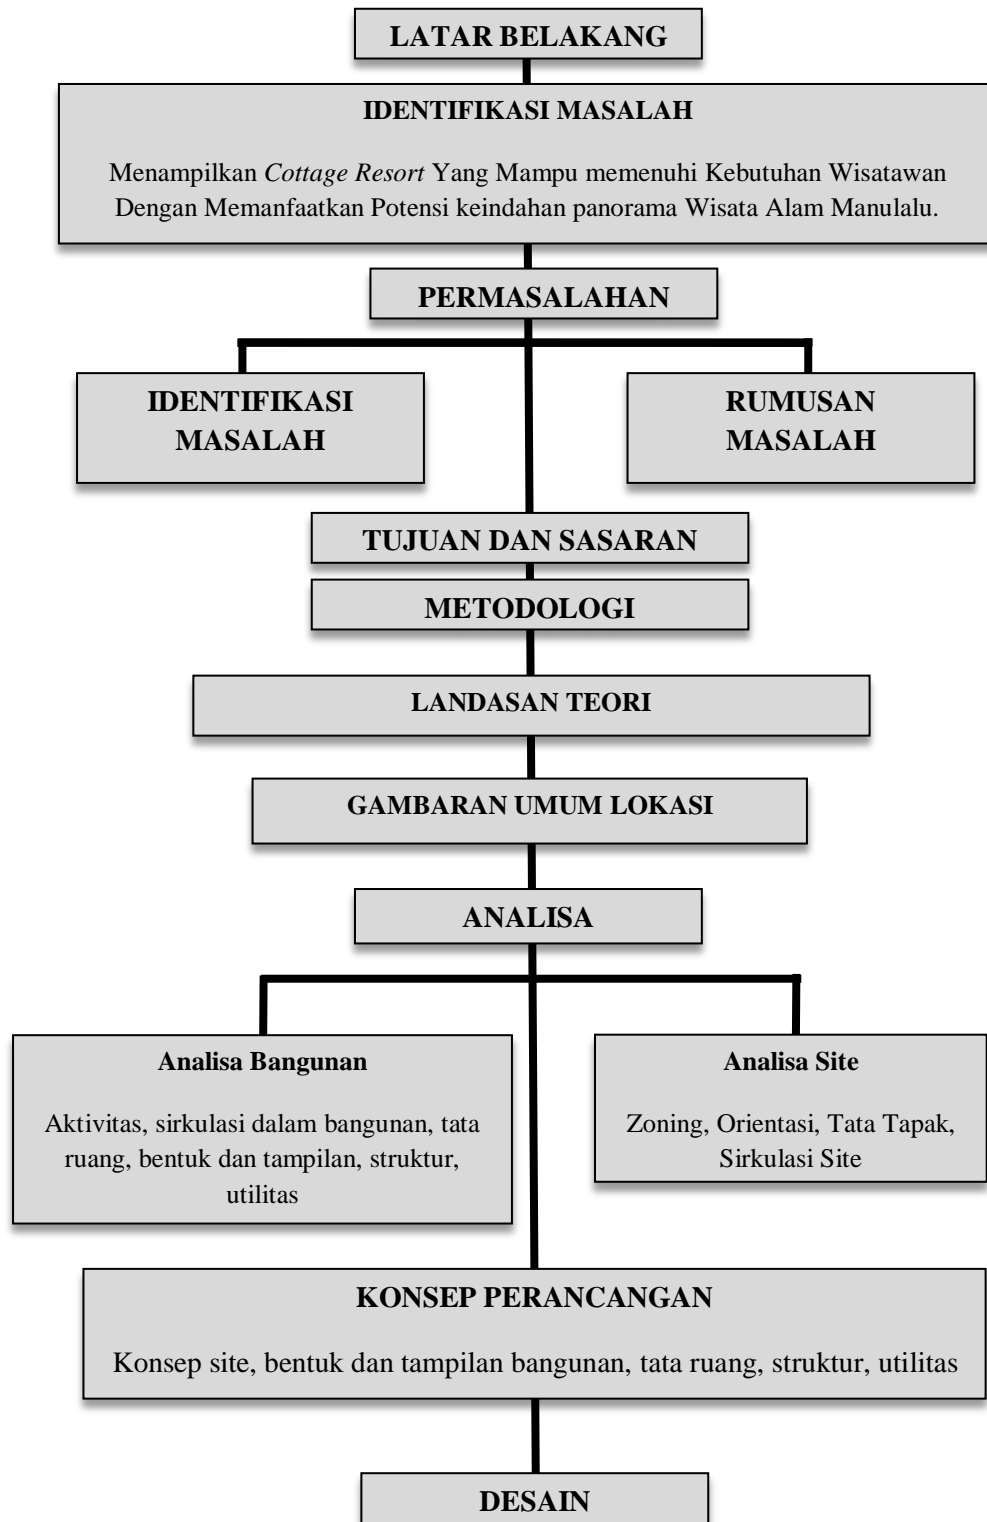 LATAR BELAKANG
IDENTIFIKASI MASALAH
Menampilkan Cottage Resort Yang Mampu memenuhi Kebutuhan Wisatawan
Dengan Memanfaatkan Potensi keindahan panorama Wisata Alam Manulalu.
PERMASALAHAN
IDENTIFIKASI
MASALAH
RUMUSAN
MASALAH
TUJUAN DAN SASARAN
METODOLOGI
LANDASAN TEORI
GAMBARAN UMUM LOKASI
ANALISA
Analisa Bangunan
Aktivitas, sirkulasi dalam bangunan, tata
ruang, bentuk dan tampilan, struktur,
utilitas
Analisa Site
Zoning, Orientasi, Tata Tapak,
Sirkulasi Site
KONSEP PERANCANGAN
Konsep site, bentuk dan tampilan bangunan, tata ruang, struktur, utilitas
DESAIN